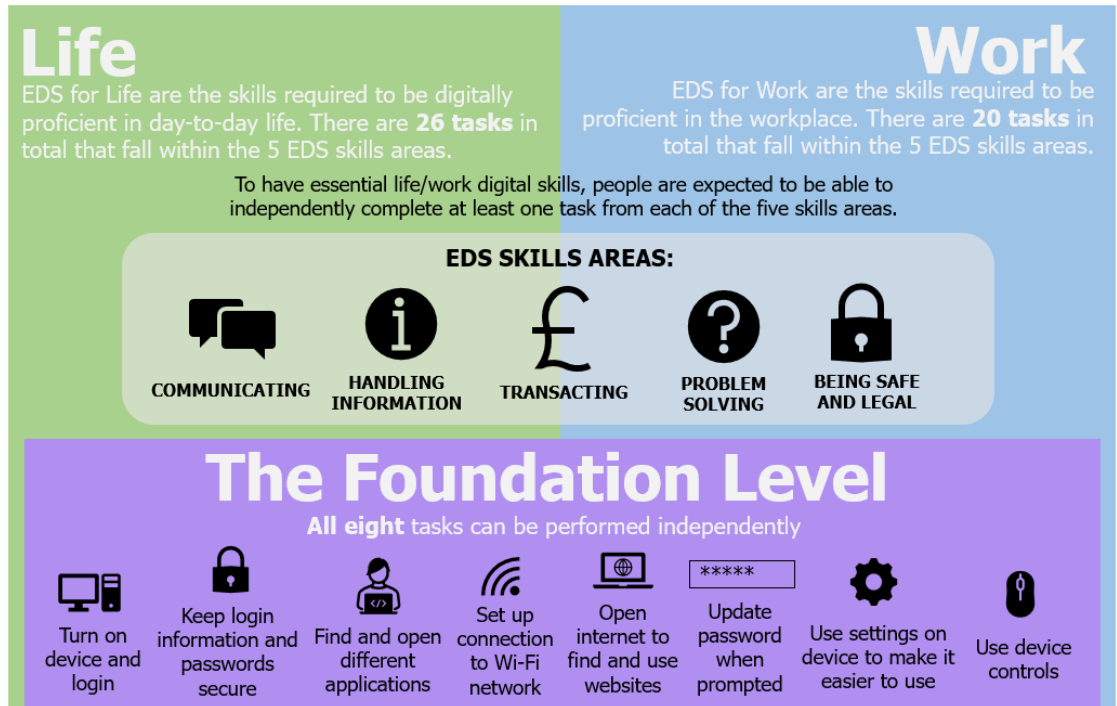 Life
EDS for Life are the skills required to be digitally
proficient in day-to-day life. There are 26 tasks in
total that fall within the 5 EDS skills areas.
Work
EDS for Work are the skills required to be
proficient in the workplace. There are 20 tasks in
total that fall within the 5 EDS skills areas.
To have essential life/work digital skills, people are expected to be able to
independently complete at least one task from each of the five skills areas.
EDS SKILLS AREAS:
i
£
?
COMMUNICATING
HANDLING
INFORMATION
TRANSACTING
PROBLEM
SOLVING
BEING SAFE
AND LEGAL
The Foundation Level
All eight tasks can be performed independently
</>
*****
Turn on
device and
login
Keep login
information and
passwords
secure
Find and open
different
applications
Set up
connection
to Wi-Fi
network
Open
internet to
find and use
websites
Update
password
when
prompted
Use settings on
device to make it
easier to use
Use device
controls